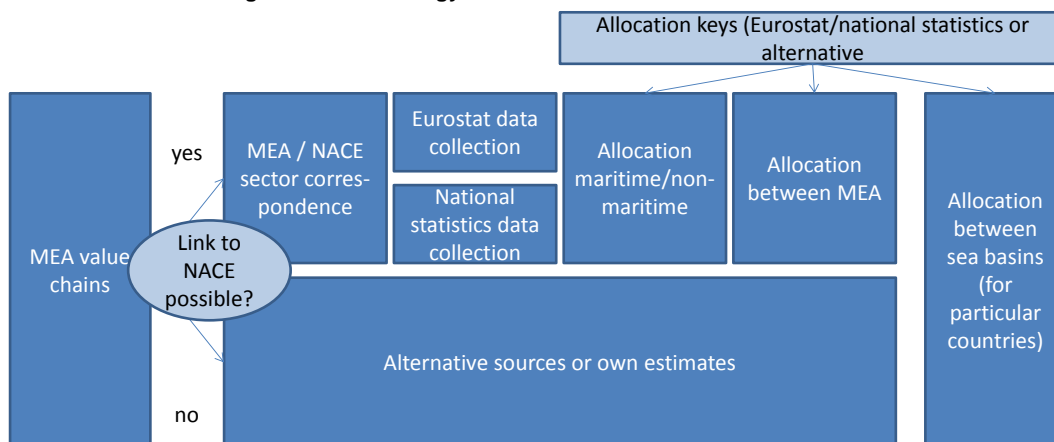 Allocation keys (Eurostat/national statistics or
alternative
MEA value
chains
yes
Link to
NACE
possible?
no
MEA / NACE
sector corres-
pondence
Eurostat data
collection
National
statistics data
collection
Allocation
maritime/non-
maritime
Allocation
between MEA
Alternative sources or own estimates
Allocation
between
sea basins
(for
particular
countries)